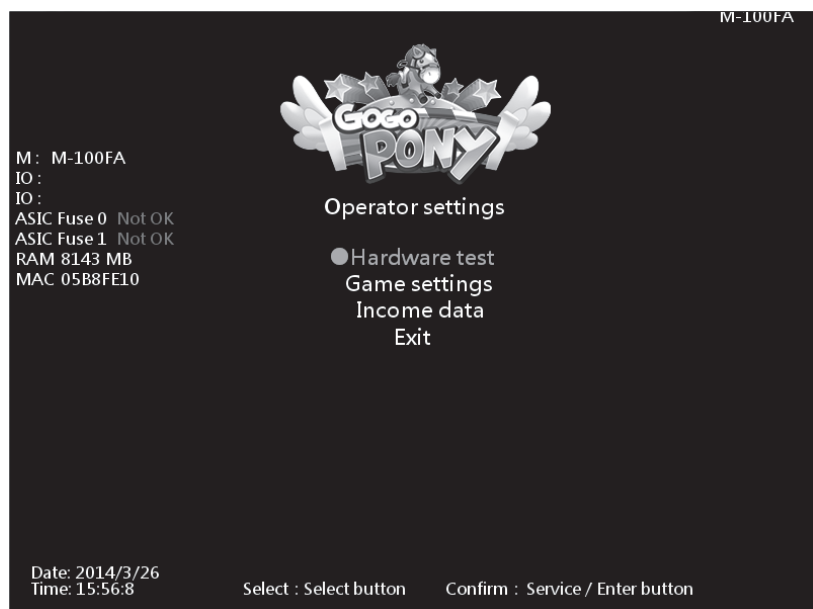 M-100FA
GOGO
PONY
M : M-100FA
IO :
IO :
ASIC Fuse 0 Not OK
ASIC Fuse 1 Not OK
RAM 8143 MB
MAC 05B8FE10
Operator settings
Hardware test
Game settings
Income data
Exit
Date: 2014/3/26
Time: 15:56:8
Select : Select button Confirm : Service / Enter button